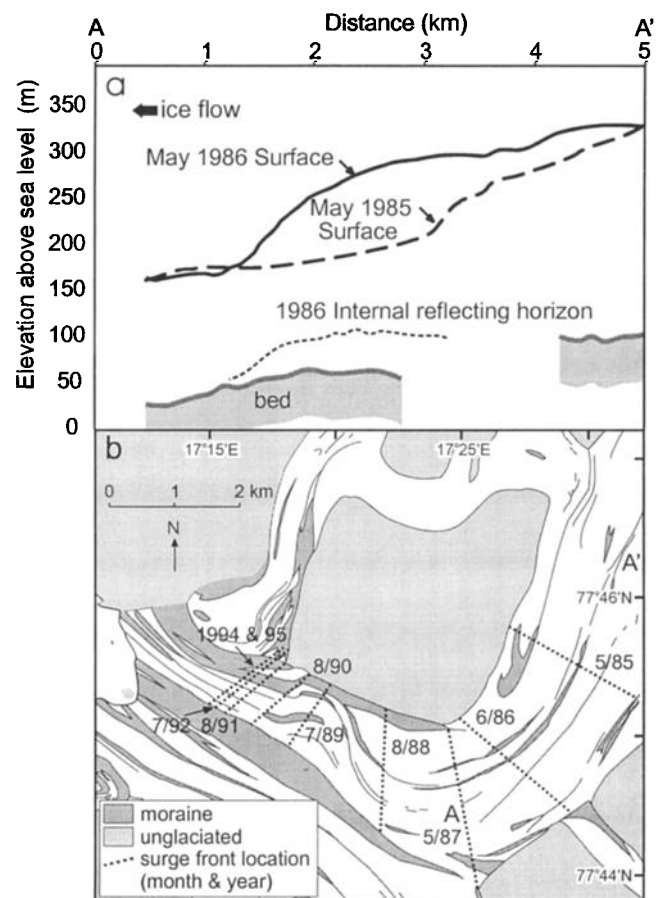 Distance (km)
A A'
0 1 2 3 4 5
a
Elevation above sea level (m)
350
300
250
200
150
100
50
0
ice flow
May 1986 Surface
May 1985
Surface
1986 Internal reflecting horizon
bed
b
17°15'E 17°25'E
0 1 2 km
N
A'
77°46'N
1994 & 95
8/90
5/85
6/86
7/92 8/91
7/89
8/88
A
5/87
moraine
unglaciated
surge front location
(month & year)
77°44'N